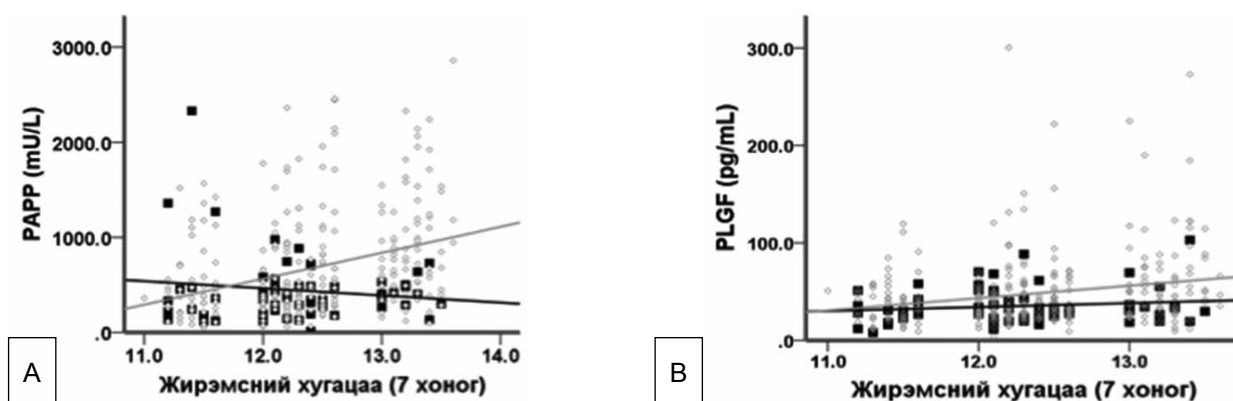 3000.0
2000.0
1000.0
.0
PAPP (mU/L)
11.0 12.0 13.0 14.0
Жирэмсний хугацаа (7 хоног)
A
300.0
200.0
100.0
.0
PLGF (pg/mL)
11.0 12.0 13.0
Жирэмсний хугацаа (7 хоног)
B